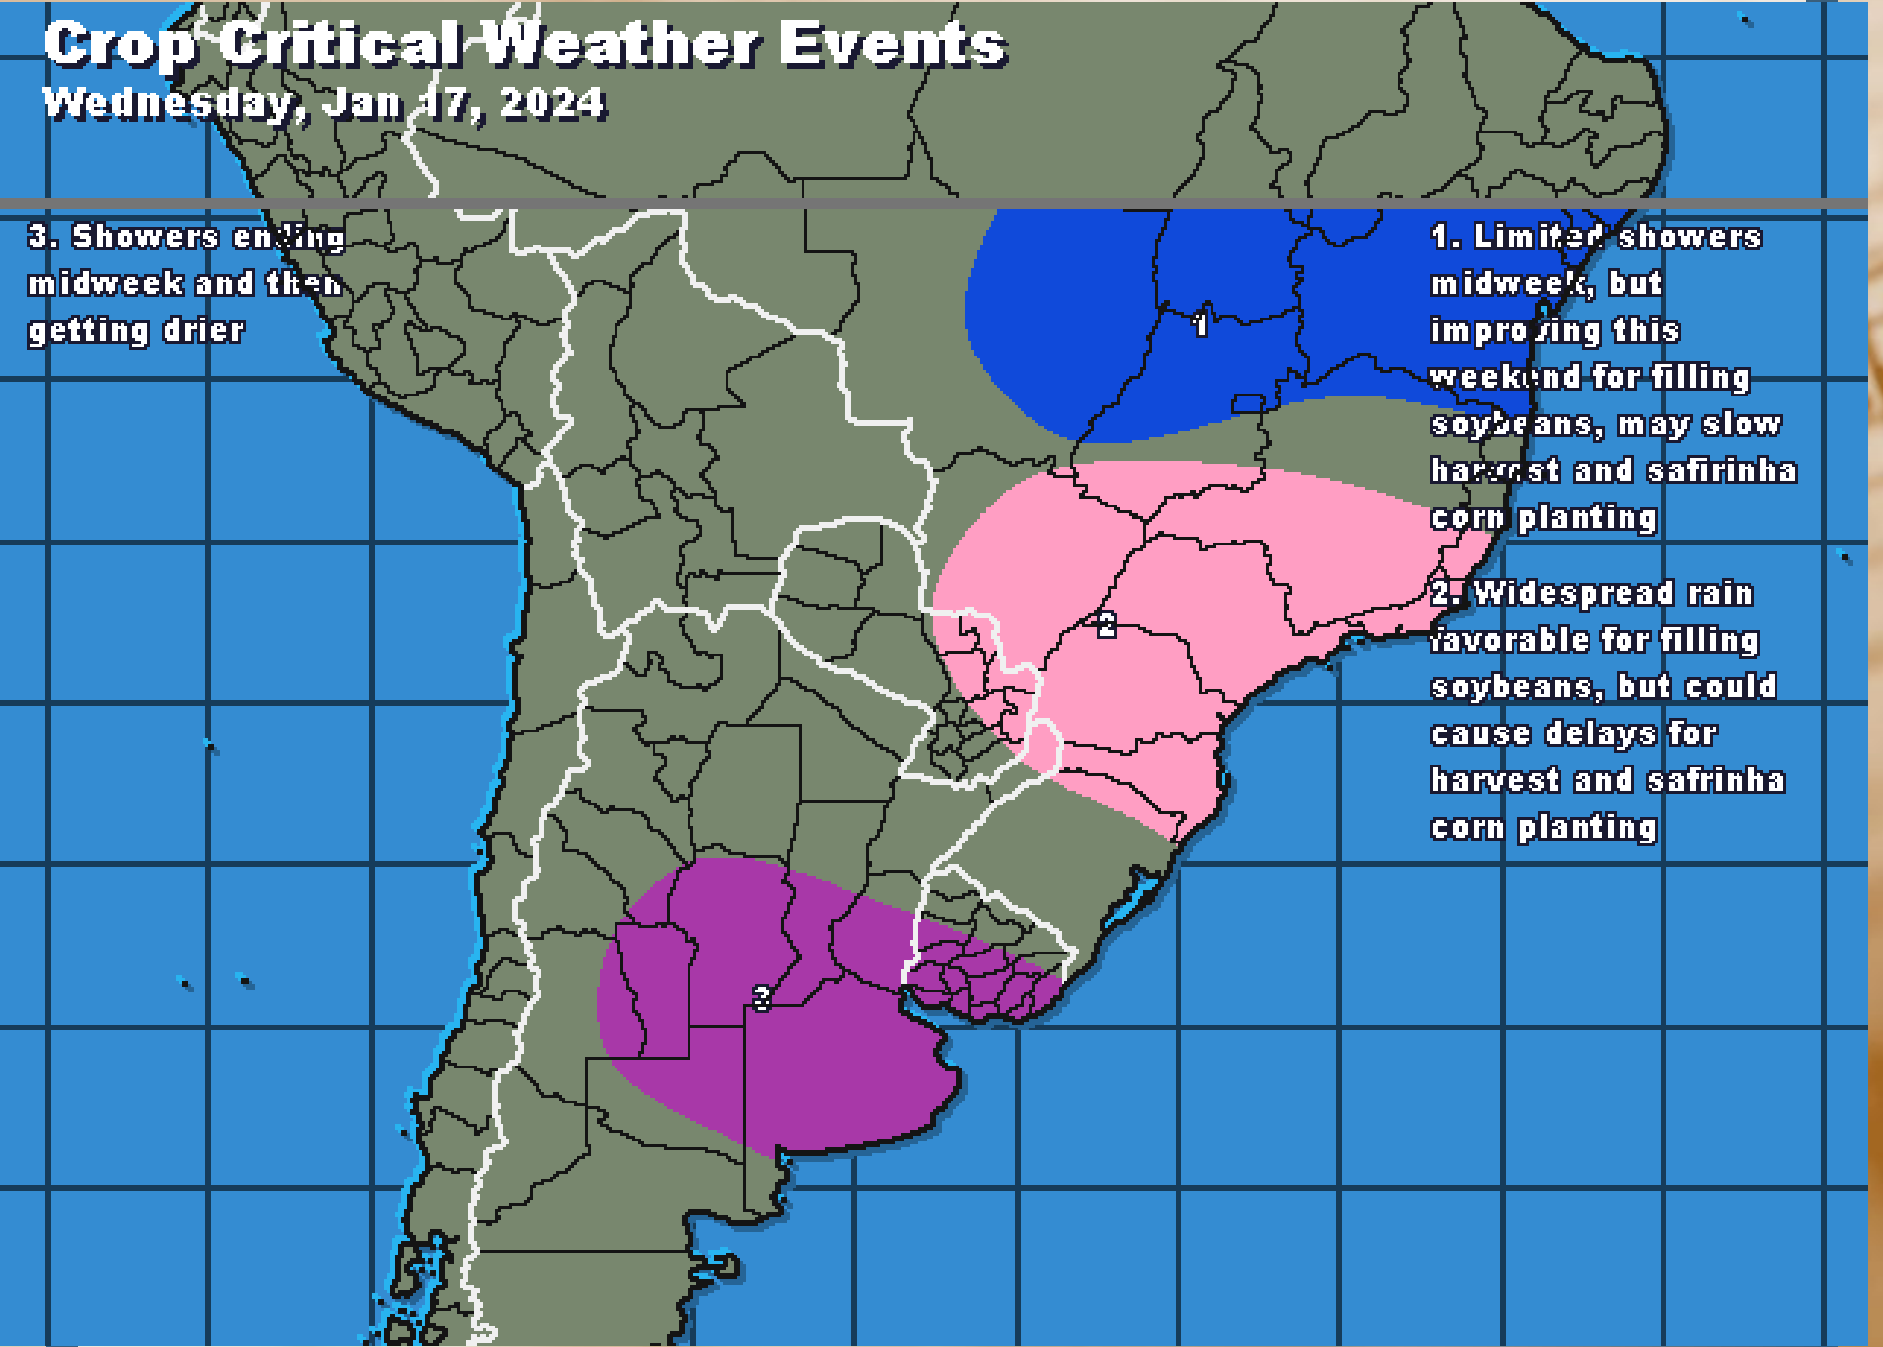 Crop Critical Weather Events
Wednesday, Jan 17, 2024
3. Showers ending
midweek and then
getting drier
1. Limited showers
midweek, but
improving this
weekend for filling
soybeans, may slow
harvest and safirinha
corn planting
2. Widespread rain
favorable for filling
soybeans, but could
cause delays for
harvest and safrinha
corn planting
1
2
3